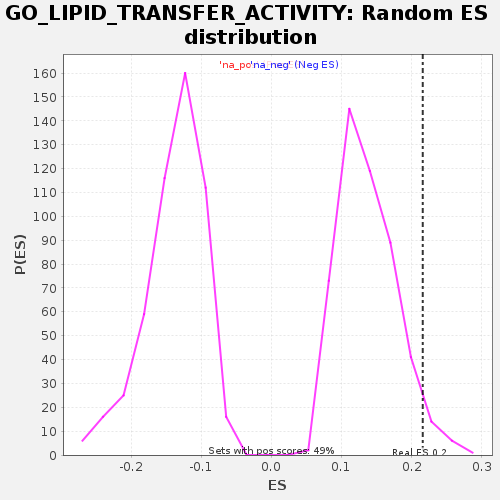 GO_LIPID_TRANSFER_ACTIVITY: Random ES
distribution
'na_neg' (Neg ES)
160
150
140
130
120
110
100
90
80
70
60
50
40
30
20
10
0
P(ES)
Sets with pos scores: 49%
Real ES 0.2
-0.2 -0.1 0.0 0.1 0.2 0.3
ES